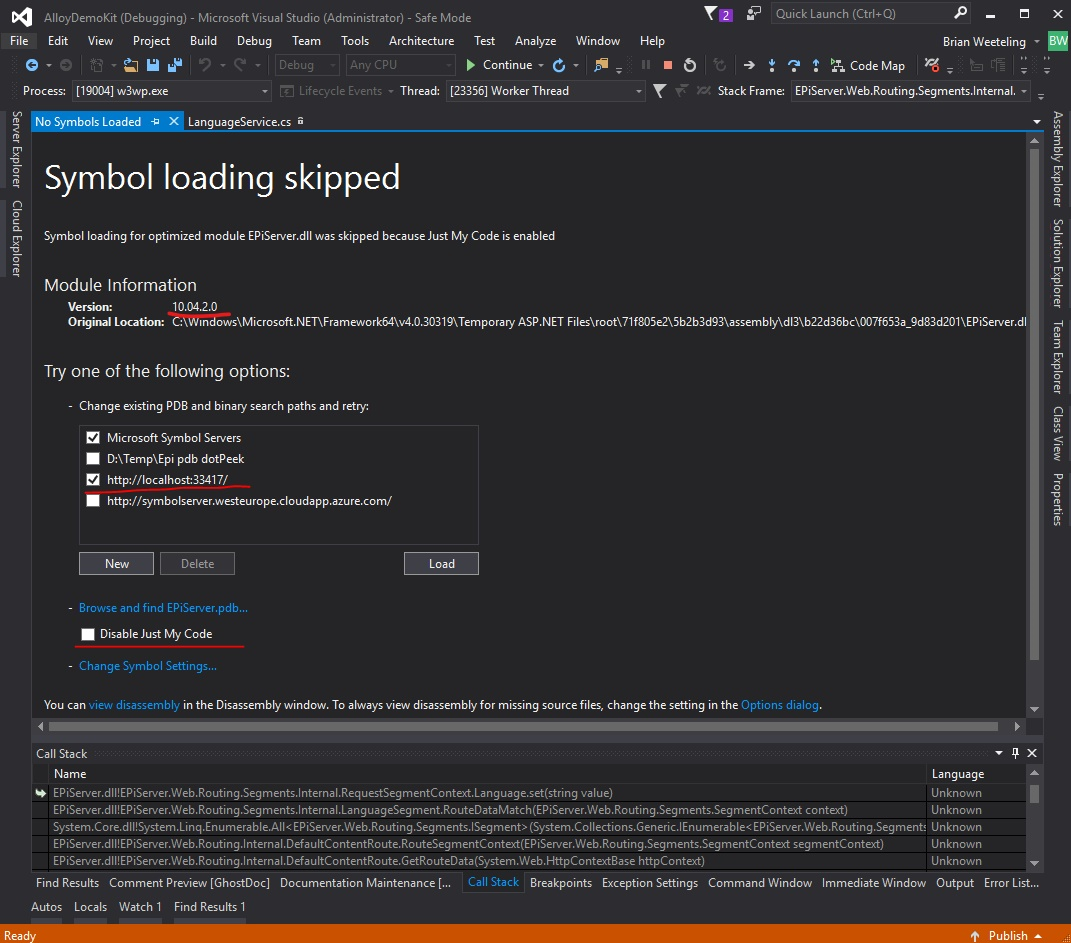 AlloyDemoKit (Debugging) - Microsoft Visual Studio (Administrator) - Safe Mode
2
Quick Launch (Ctrl+Q)
File Edit View Project Build Debug Team Tools Architecture Test Analyze Window Help
Brian Weeteling BW
Debug Any CPU Continue Code Map
Process: [19004] w3wp.exe Lifecycle Events Thread: [23356] Worker Thread Stack Frame: EPiServer.Web.Routing.Segments.Internal.
No Symbols Loaded LanguageService.cs
Server Explorer
Cloud Explorer
Symbol loading skipped
Symbol loading for optimized module EPiServer.dll was skipped because Just My Code is enabled
Module Information
Version: 10.04.2.0
Original Location: C:\Windows\Microsoft.NET\Framework64\v4.0.30319\Temporary ASP.NET Files\root\71f805e2\5b2b3d93\assembly\dl3\b22d36bc\007f653a_9d83d201\EPiServer.dl
Try one of the following options:
- Change existing PDB and binary search paths and retry:
Microsoft Symbol Servers
D:\Temp\Epi pdb dotPeek
http://localhost:33417/
http://symbolserver.westeurope.cloudapp.azure.com/
New Delete Load
- Browse and find EPiServer.pdb...
Disable Just My Code
- Change Symbol Settings...
You can view disassembly in the Disassembly window. To always view disassembly for missing source files, change the setting in the Options dialog.
Assembly Explorer
Solution Explorer
Team Explorer
Class View
Properties
Call Stack
Name Language
EPiServer.dll!EPiServer.Web.Routing.Segments.Internal.RequestSegmentContext.Language.set(string value) Unknown
EPiServer.dll!EPiServer.Web.Routing.Segments.Internal.LanguageSegment.RouteDataMatch(EPiServer.Web.Routing.Segments.SegmentContext context) Unknown
System.Core.dll!System.Linq.Enumerable.All<EPiServer.Web.Routing.Segments.ISegment>(System.Collections.Generic.IEnumerable<EPiServer.Web.Routing.Segments Unknown
EPiServer.dll!EPiServer.Web.Routing.Internal.DefaultContentRoute.RouteSegmentContext(EPiServer.Web.Routing.Segments.SegmentContext segmentContext) Unknown
EPiServer.dll!EPiServer.Web.Routing.Internal.DefaultContentRoute.GetRouteData(System.Web.HttpContextBase httpContext) Unknown
Find Results Comment Preview [GhostDoc] Documentation Maintenance [... Call Stack Breakpoints Exception Settings Command Window Immediate Window Output Error List...
Autos Locals Watch 1 Find Results 1
Ready Publish